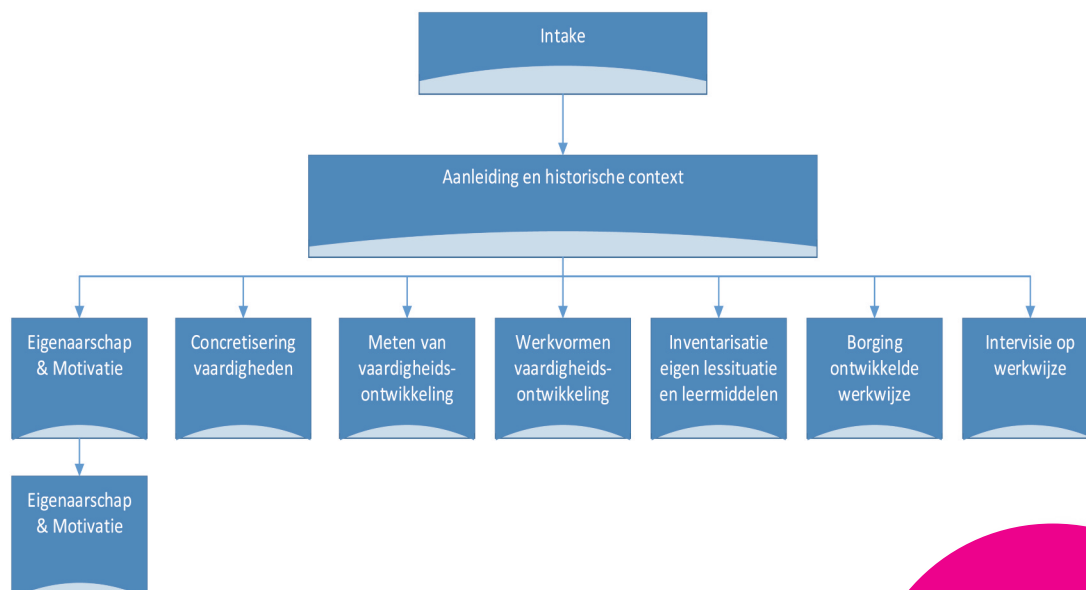 Intake
Aanleiding en historische context
Eigenaarschap
& Motivatie
Concretisering
vaardigheden
Meten van
vaardigheids-
ontwikkeling
Werkvormen
vaardigheids-
ontwikkeling
Inventarisatie
eigen lessituatie
en leermiddelen
Borging
ontwikkelde
werkwijze
Intervisie op
werkwijze
Eigenaarschap
& Motivatie